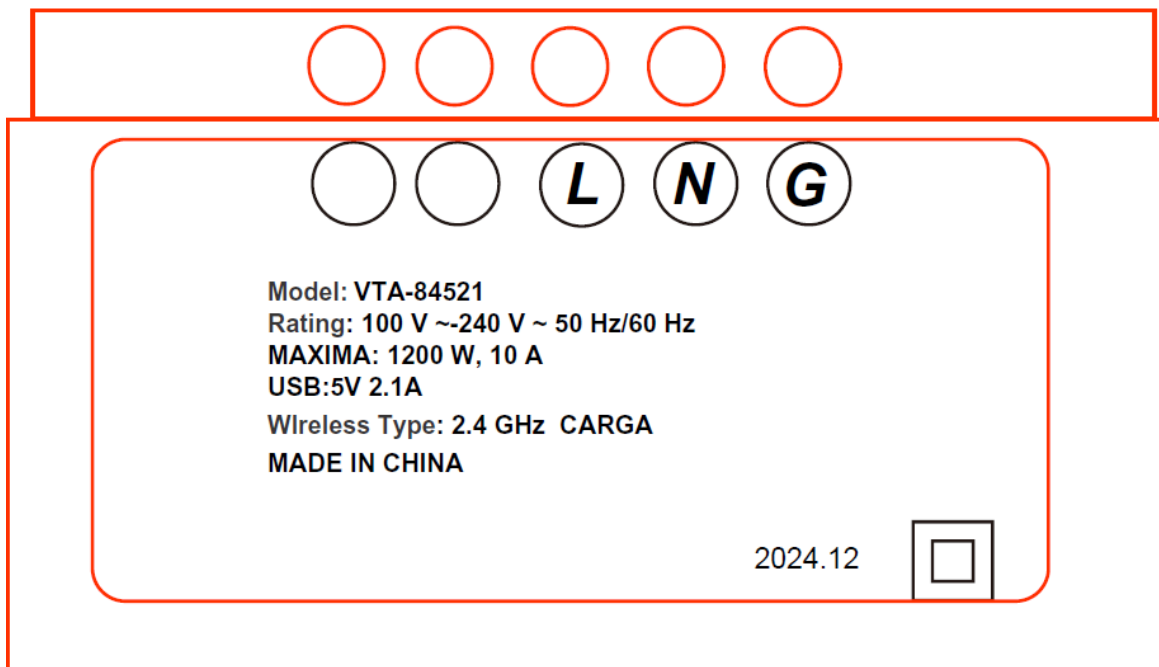 L N G
Model: VTA-84521
Rating: 100 V ~-240 V ~ 50 Hz/60 Hz
MAXIMA: 1200 W, 10 A
USB:5V 2.1A
WIreless Type: 2.4 GHz CARGA
MADE IN CHINA
2024.12